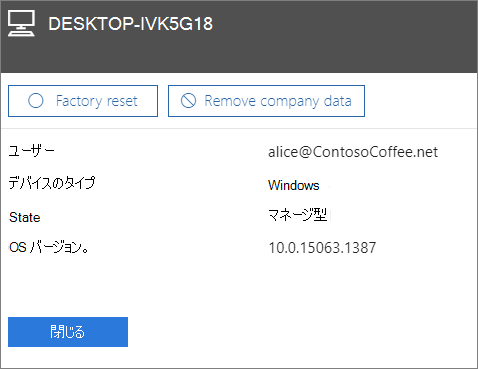 DESKTOP-IVK5G18
Factory reset Remove company data
ユーザー alice@ContosoCoffee.net
デバイスのタイプ Windows
State マネージ型
OS バージョン。 10.0.15063.1387
閉じる